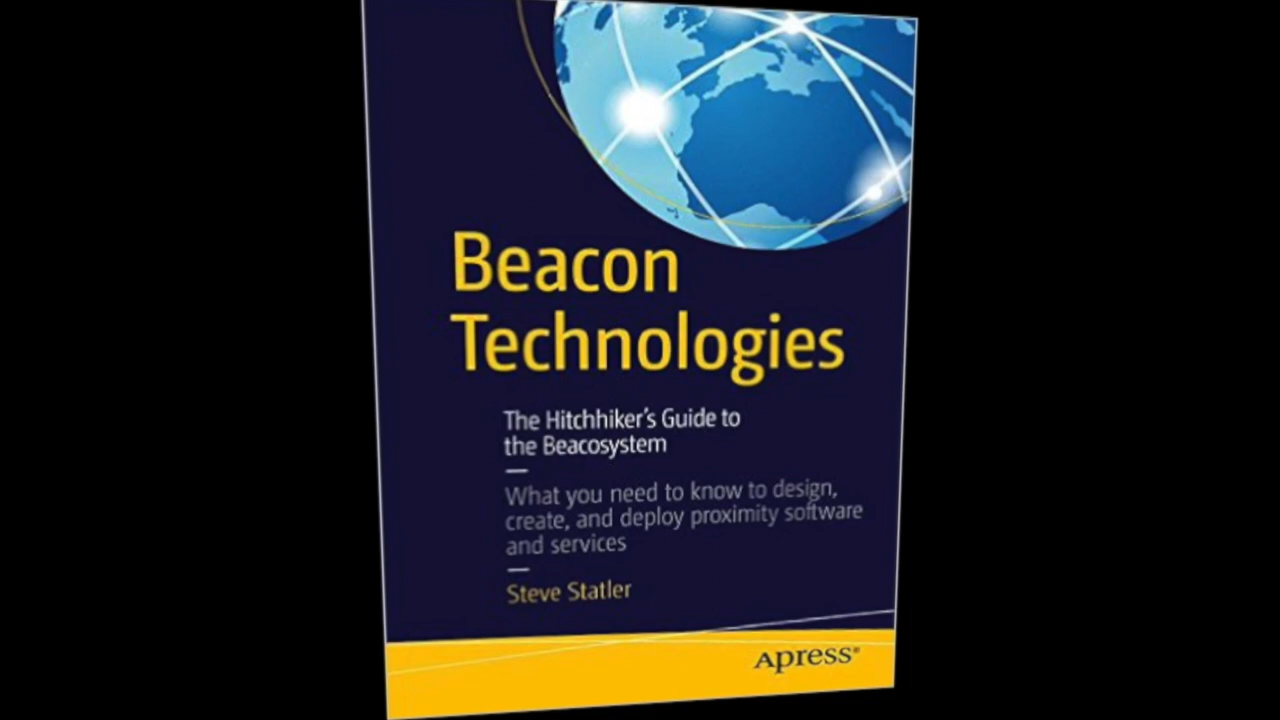 Beacon
Technologies
The Hitchhiker's Guide to
the Beacosystem
What you need to know to design,
create, and deploy proximity software
and services
Steve Statler
Apress®